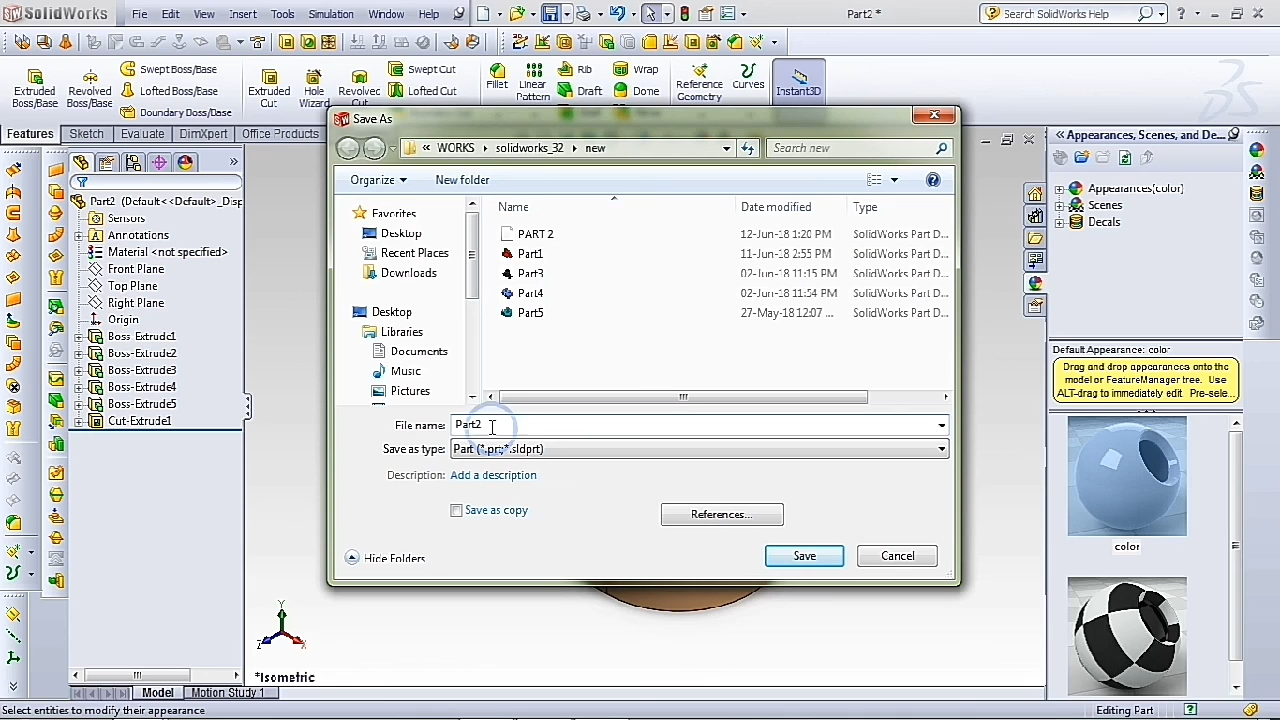 SolidWorks File Edit View Insert Tools Simulation Window Help Part2 * Search SolidWorks Help
Extruded Boss/Base
Revolved Boss/Base
Swept Boss/Base
Lofted Boss/Base
Boundary Boss/Base
Extruded Cut
Hole Wizard
Revolved Cut
Swept Cut
Lofted Cut
Fillet
Linear Pattern
Rib
Draft
Wrap
Dome
Reference Geometry
Curves
Instant3D
Features Sketch Evaluate DimXpert Office Products
Part2 (Default<<Default>_Disp
Sensors
Annotations
Material <not specified>
Front Plane
Top Plane
Right Plane
Origin
Boss-Extrude1
Boss-Extrude2
Boss-Extrude3
Boss-Extrude4
Boss-Extrude5
Cut-Extrude1
Save As
« WORKS solidworks_32 new Search new
Organize New folder
Favorites
Desktop
Recent Places
Downloads
Desktop
Libraries
Documents
Music
Pictures
Name Date modified Type
PART 2 12-Jun-18 1:20 PM SolidWorks Part D...
Part1 11-Jun-18 2:55 PM SolidWorks Part D...
Part3 02-Jun-18 11:15 PM SolidWorks Part D...
Part4 02-Jun-18 11:54 PM SolidWorks Part D...
Part5 27-May-18 12:07 ... SolidWorks Part D...
File name: Part2
Save as type: Part (*.prt;*.sldprt)
Description: Add a description
Save as copy
References...
Hide Folders Save Cancel
Appearances, Scenes, and De...
Appearances(color)
Scenes
Decals
Default Appearance: color
Drag and drop appearances onto the
model or FeatureManager tree. Use
ALT-drag to immediately edit. Pre-sele...
color
Y
Z X
*Isometric
Model Motion Study 1
Select entities to modify their appearance Editing Part